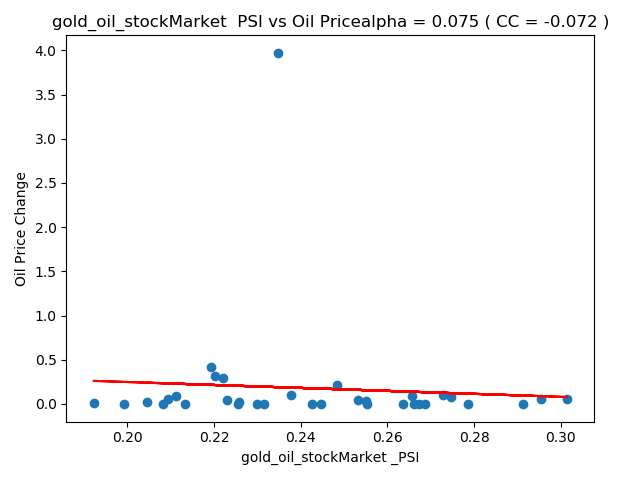 gold_oil_stockMarket  PSI vs Oil Pricealpha = 0.075 ( CC = -0.072 )
4.0
3.5
3.0
2.5
2.0
1.5
1.0
0.5
0.0
Oil Price Change
0.20 0.22 0.24 0.26 0.28 0.30
gold_oil_stockMarket _PSI